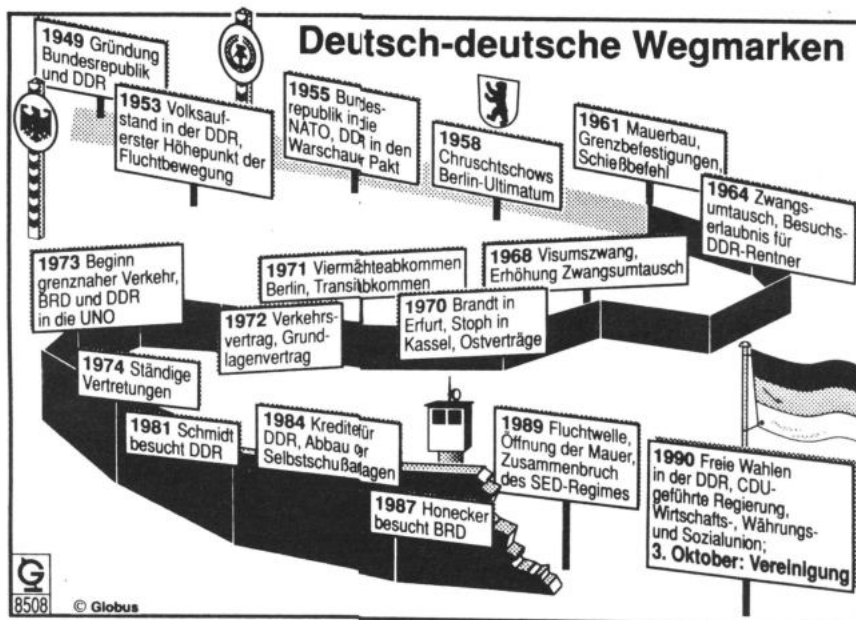 Deutsch-deutsche Wegmarken
1949 Gründung
Bundesrepublik
und DDR
1953 Volksauf-
stand in der DDR,
erster Höhepunkt der
Fluchtbewegung
1955 Bundes-
republik in die
NATO, DDR in den
Warschauer Pakt
1958
Chruschtschows
Berlin-Ultimatum
1961 Mauerbau,
Grenzbefestigungen,
Schießbefehl
1964 Zwangs-
umtausch, Besuchs-
erlaubnis für
DDR-Rentner
1968 Visumszwang,
Erhöhung Zwangsumtausch
1970 Brandt in
Erfurt, Stoph in
Kassel, Ostverträge
1971 Viermächteabkommen
Berlin, Transitabkommen
1972 Verkehrs-
vertrag, Grund-
lagenvertrag
1973 Beginn
grenznaher Verkehr,
BRD und DDR
in die UNO
1974 Ständige
Vertretungen
1981 Schmidt
besucht DDR
1984 Kredite für
DDR, Abbau der
Selbstschußanlagen
1987 Honecker
besucht BRD
1989 Fluchtwelle,
Öffnung der Mauer,
Zusammenbruch
des SED-Regimes
1990 Freie Wahlen
in der DDR, CDU-
geführte Regierung,
Wirtschafts-, Währungs-
und Sozialunion;
3. Oktober: Vereinigung
G
8508
© Globus